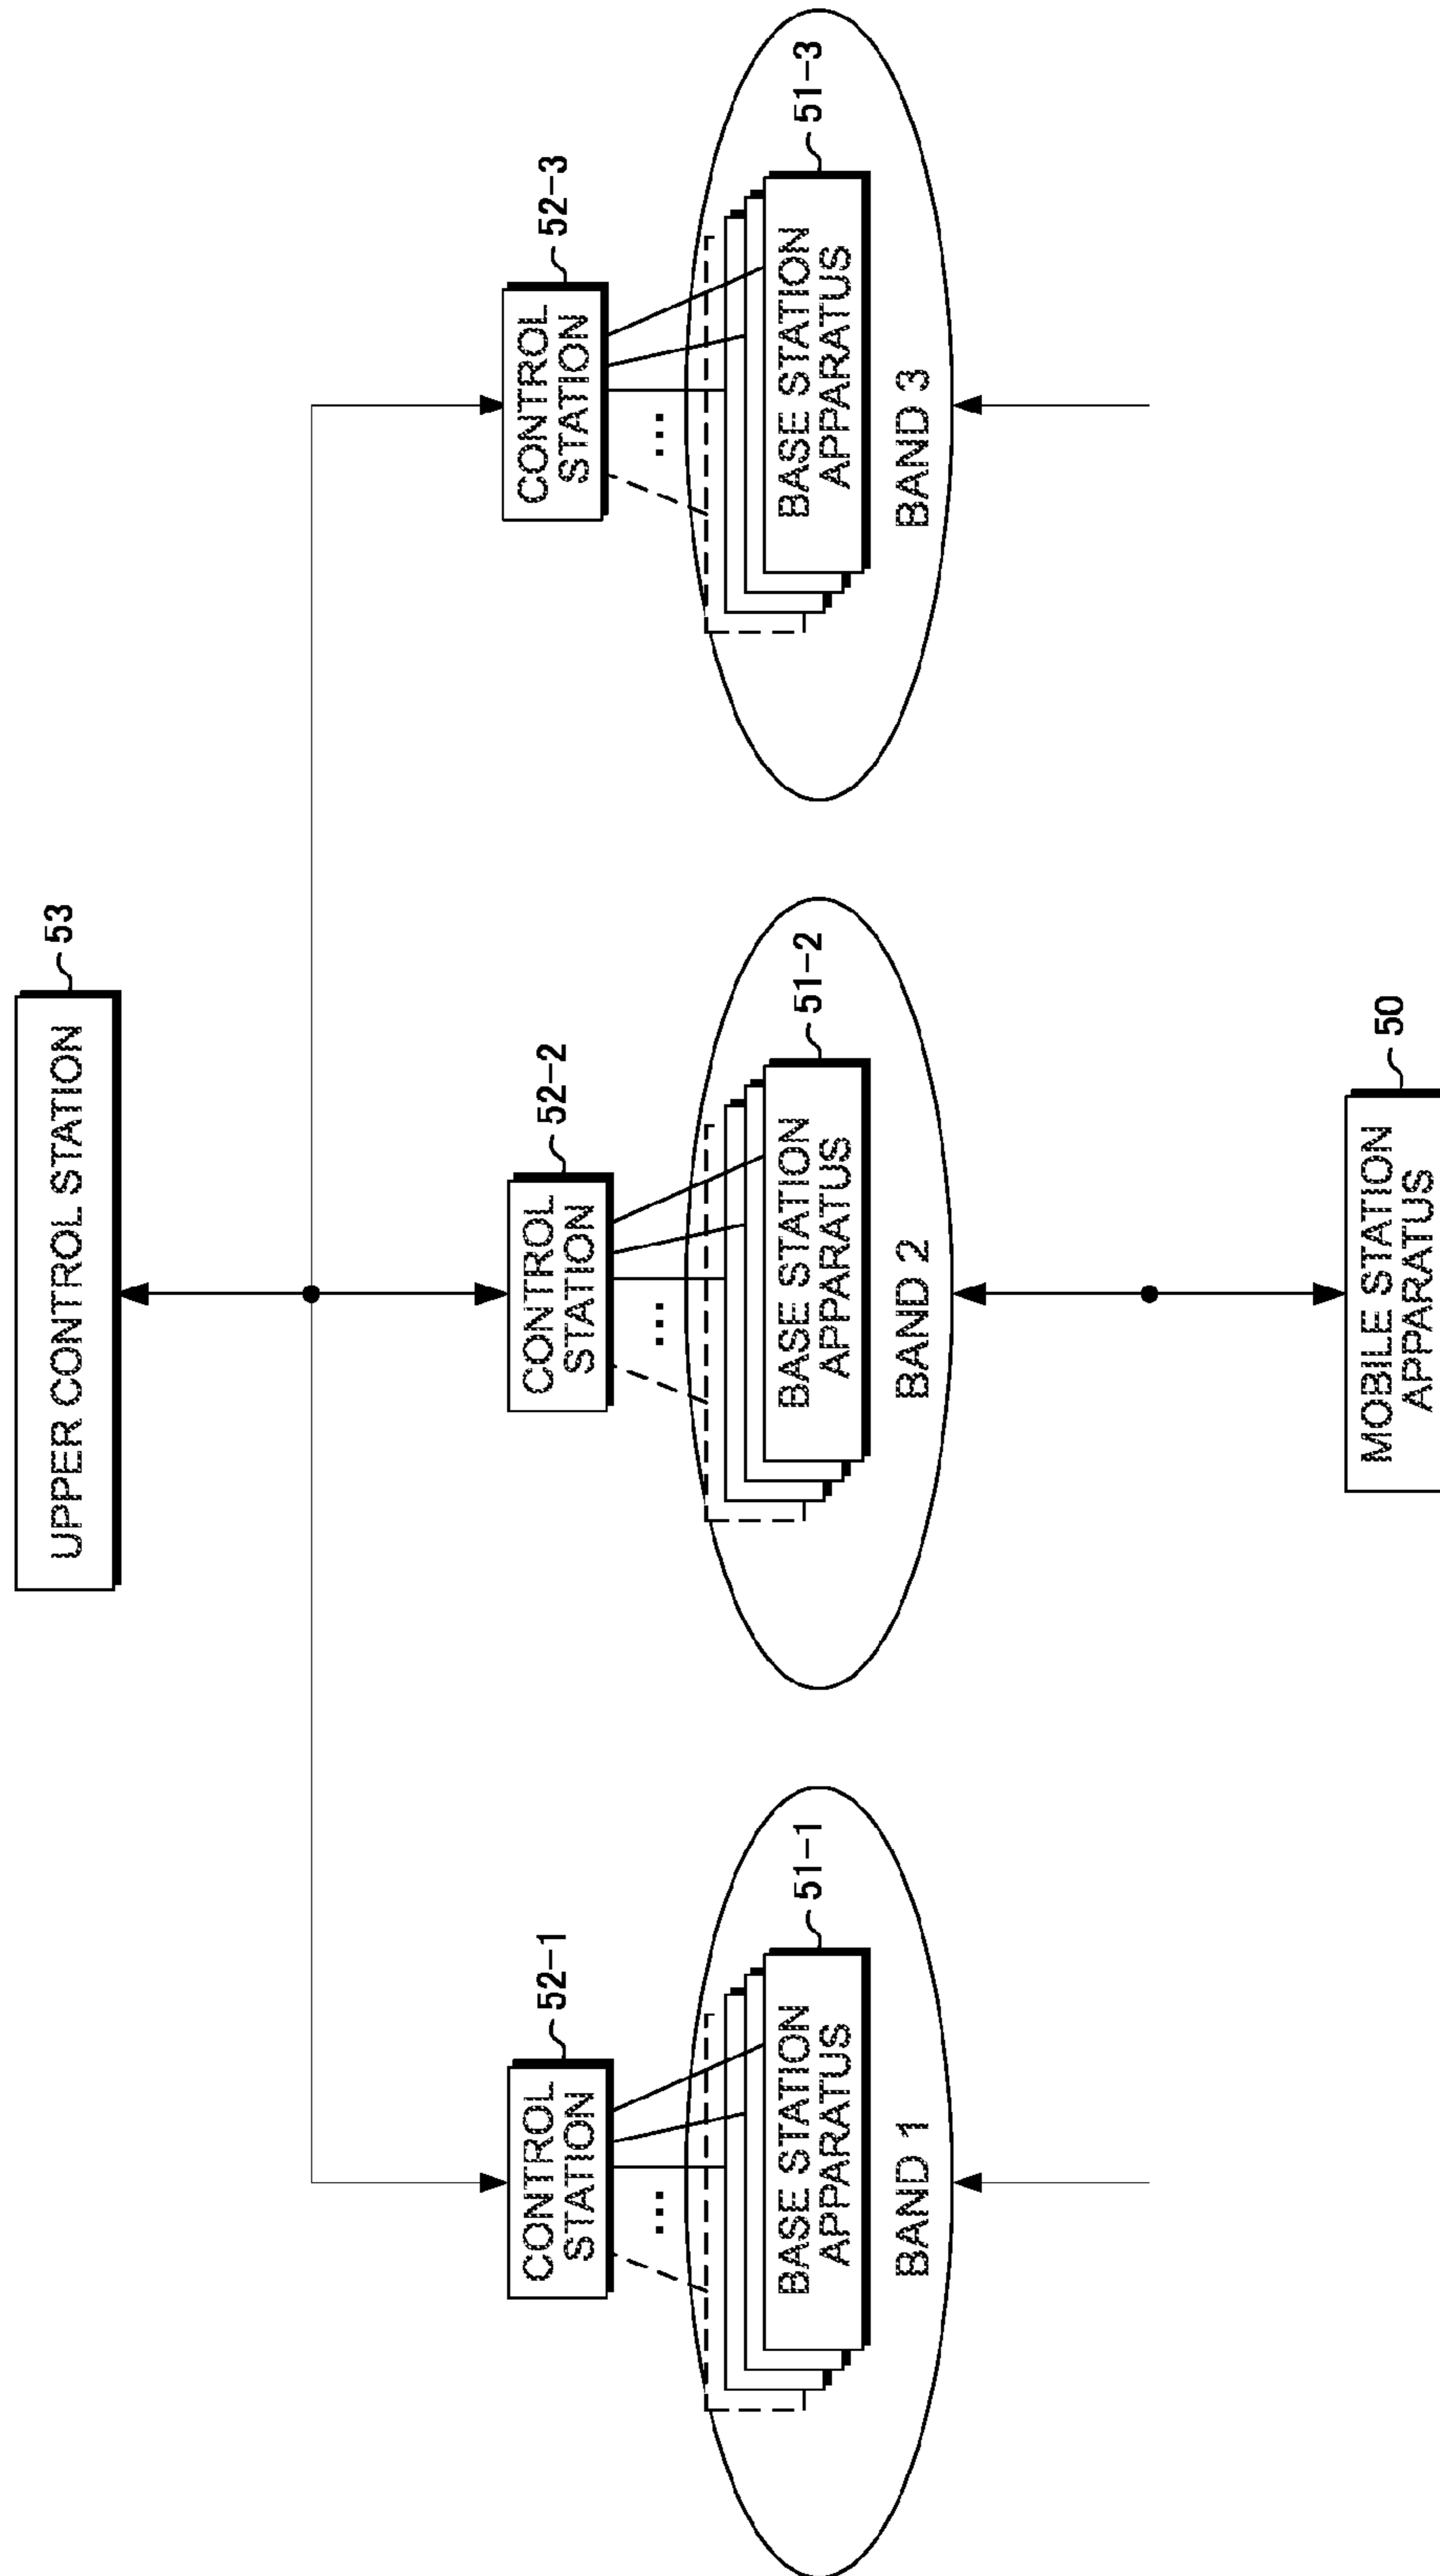 UPPER CONTROL STATION
53
CONTROL
STATION
52-1
CONTROL
STATION
52-2
CONTROL
STATION
52-3
...
...
...
BASE STATION
APPARATUS
51-1
BASE STATION
APPARATUS
51-2
BASE STATION
APPARATUS
51-3
BAND 1
BAND 2
BAND 3
MOBILE STATION
APPARATUS
50